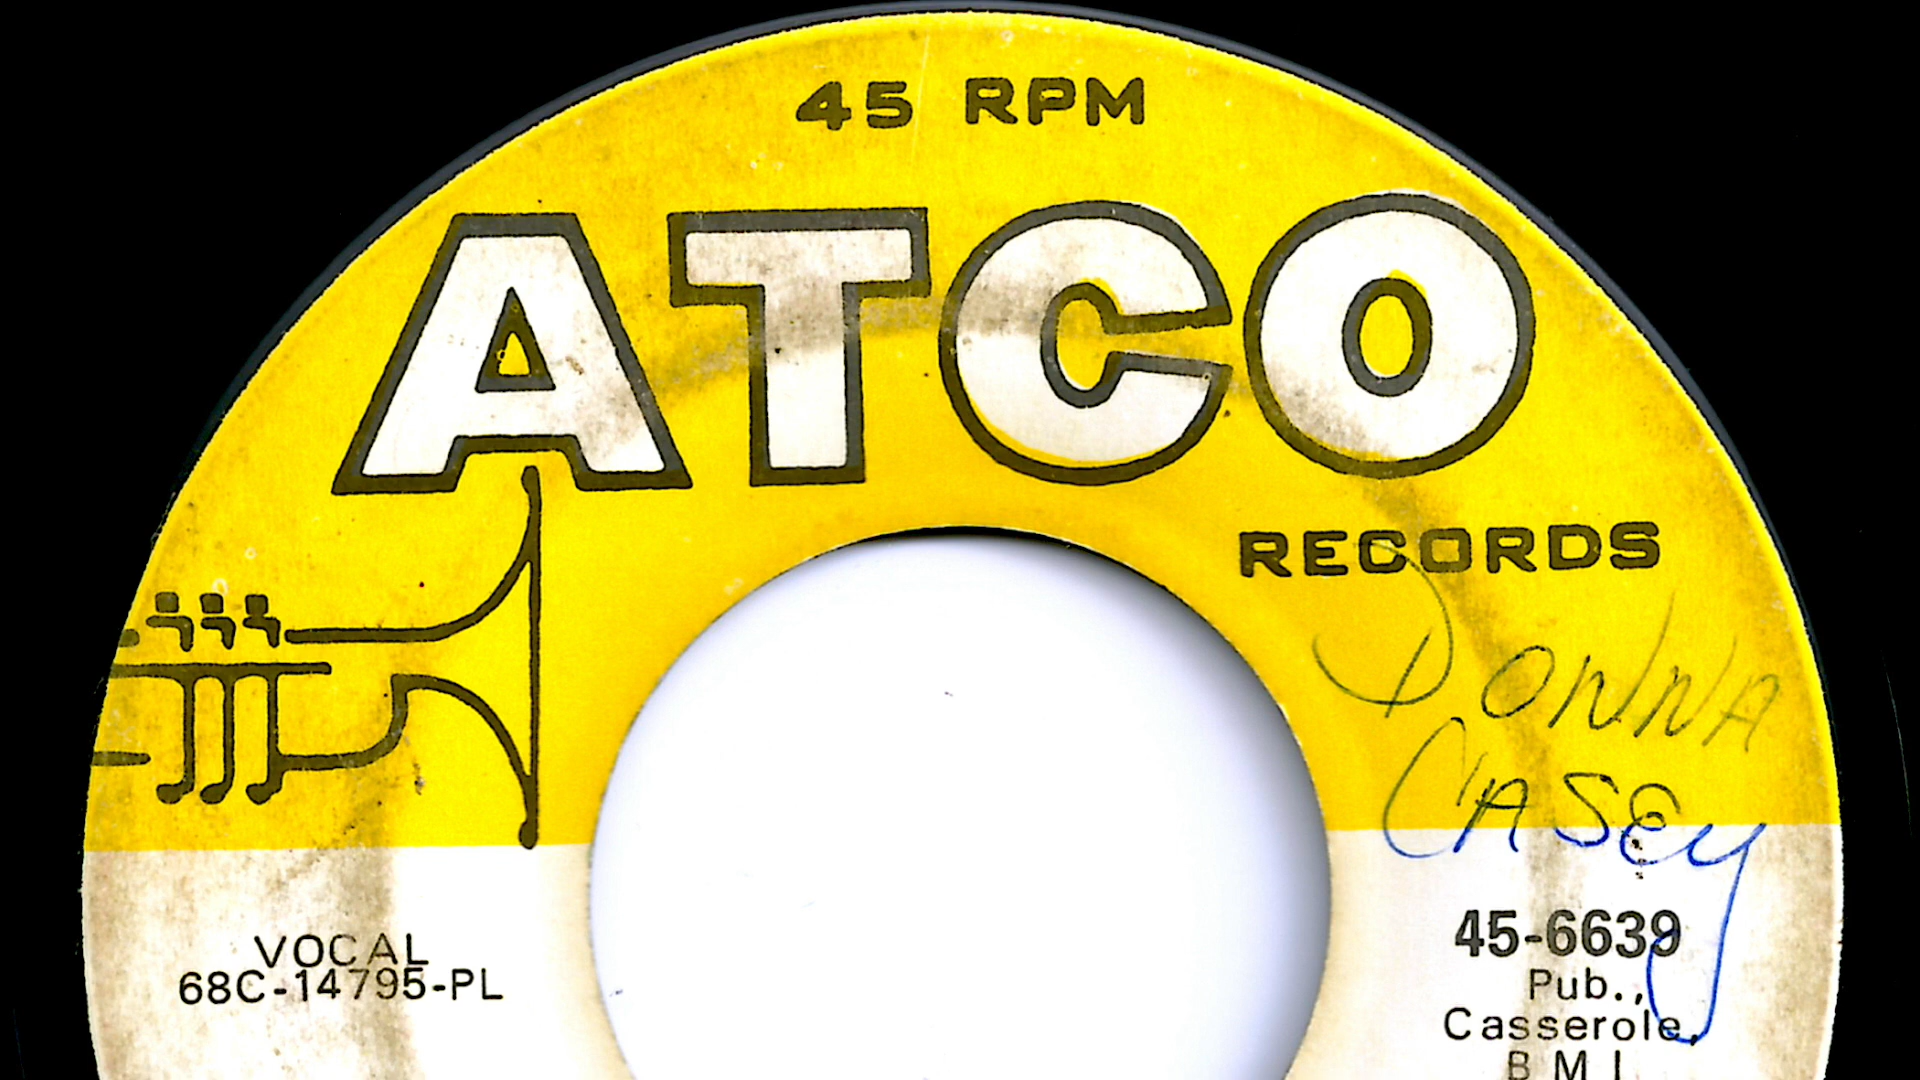 45 RPM
ATCO
RECORDS
DONNA
CASEY
VOCAL
68C-14795-PL
45-6639
Pub.,
Casserole,
B M I